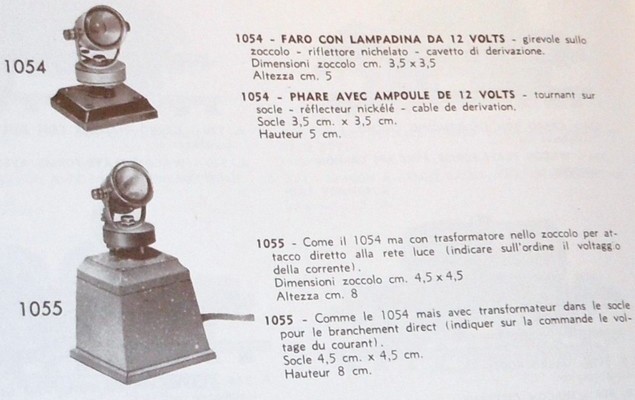 1054
1054 - FARO CON LAMPADINA DA 12 VOLTS - girevole sullo
zoccolo - riflettore nichelato - cavetto di derivazione.
Dimensioni zoccolo cm. 3,5 x 3,5
Altezza cm. 5
1054 - PHARE AVEC AMPOULE DE 12 VOLTS - tournant sur
socle - réflecteur nickélé - cable de derivation.
Socle 3,5 cm. x 3,5 cm.
Hauteur 5 cm.
1055
1055 - Come il 1054 ma con trasformatore nello zoccolo per at-
tacco diretto alla rete luce (indicare sull'ordine il voltaggio
della corrente).
Dimensioni zoccolo cm. 4,5 x 4,5
Altezza cm. 8
1055 - Comme le 1054 mais avec transformateur dans le socle
pour le branchement direct (indiquer sur la commande le vol-
tage du courant).
Socle 4,5 cm. x 4,5 cm.
Hauteur 8 cm.